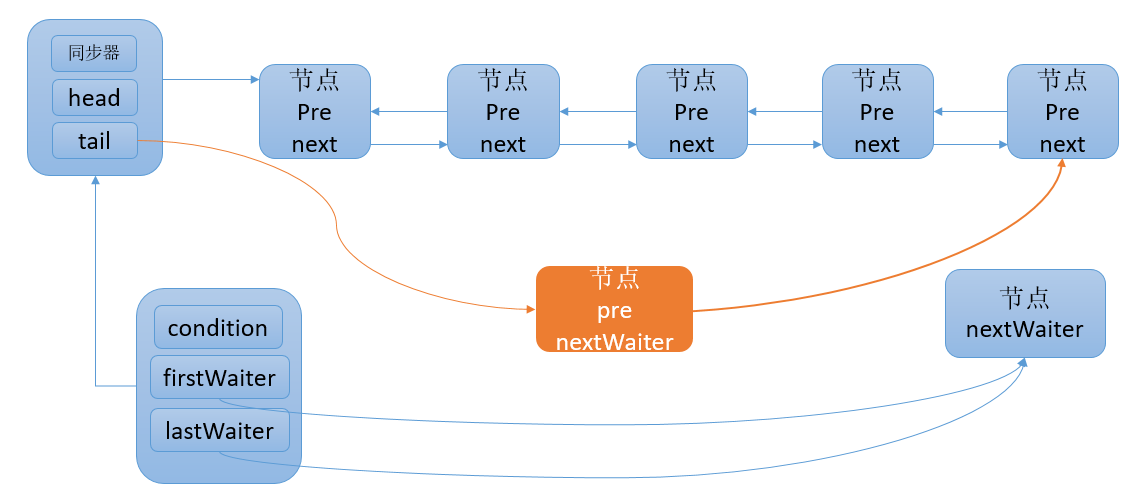 同步器
head
tail
节点
Pre
next
节点
Pre
next
节点
Pre
next
节点
Pre
next
节点
Pre
next
节点
pre
nextWaiter
节点
nextWaiter
condition
firstWaiter
lastWaiter